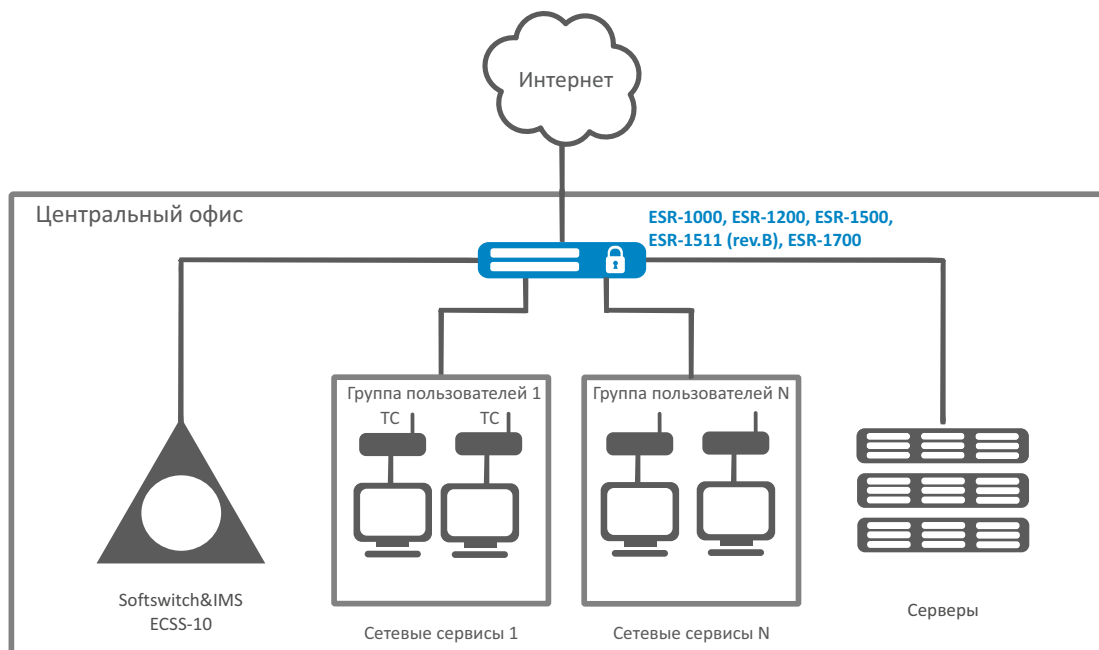 Интернет
Центральный офис
ESR-1000, ESR-1200, ESR-1500,
ESR-1511 (rev.B), ESR-1700
Группа пользователей 1
Группа пользователей N
ТС
ТС
Softswitch&IMS
ECSS-10
Серверы
Сетевые сервисы 1
Сетевые сервисы N